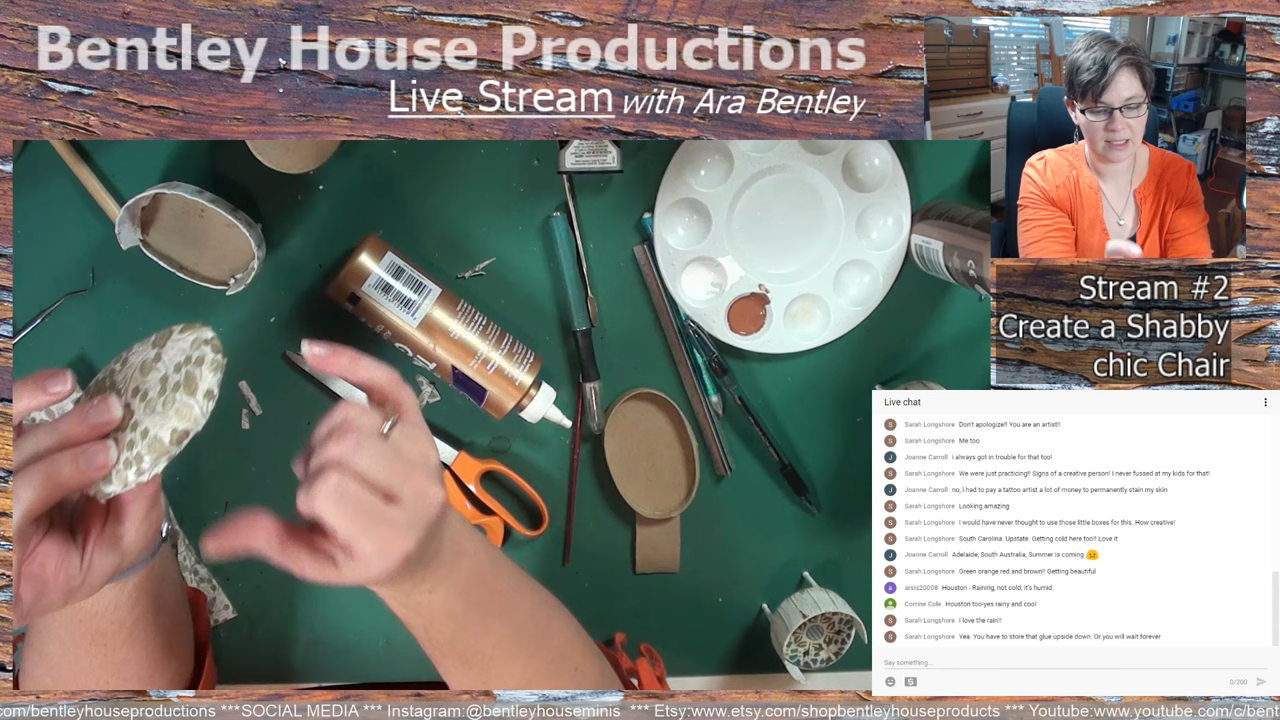 Bentley House Productions
Live Stream with Ara Bentley
Stream #2
Create a Shabby
chic Chair
Live chat
Sarah Longshore Don't apologize!! You are an artist!!
Sarah Longshore Me too
Joanne Carroll i always got in trouble for that too!
Sarah Longshore We were just practicing!! Signs of a creative person! I never fussed at my kids for that!
Joanne Carroll no, i had to pay a tattoo artist a lot of money to permanently stain my skin
Sarah Longshore Looking amazing
Sarah Longshore I would have never thought to use those little boxes for this. How creative!
Sarah Longshore South Carolina. Upstate. Getting cold here too!! Love it
Joanne Carroll Adelaide, South Australia, Summer is coming
Sarah Longshore Green orange red and brown!! Getting beautiful
arsis20008 Houston - Raining, not cold; it's humid.
Corrine Cole Houston too-yes rainy and cool
Sarah Longshore I love the rain!!
Sarah Longshore Yea. You have to store that glue upside down. Or you will wait forever
Say something...
0/200
com/bentleyhouseproductions ***SOCIAL MEDIA *** Instagram:@bentleyhouseminis *** Etsy:www.etsy.com/shopbentleyhouseproducts *** Youtube:www.youtube.com/c/bent